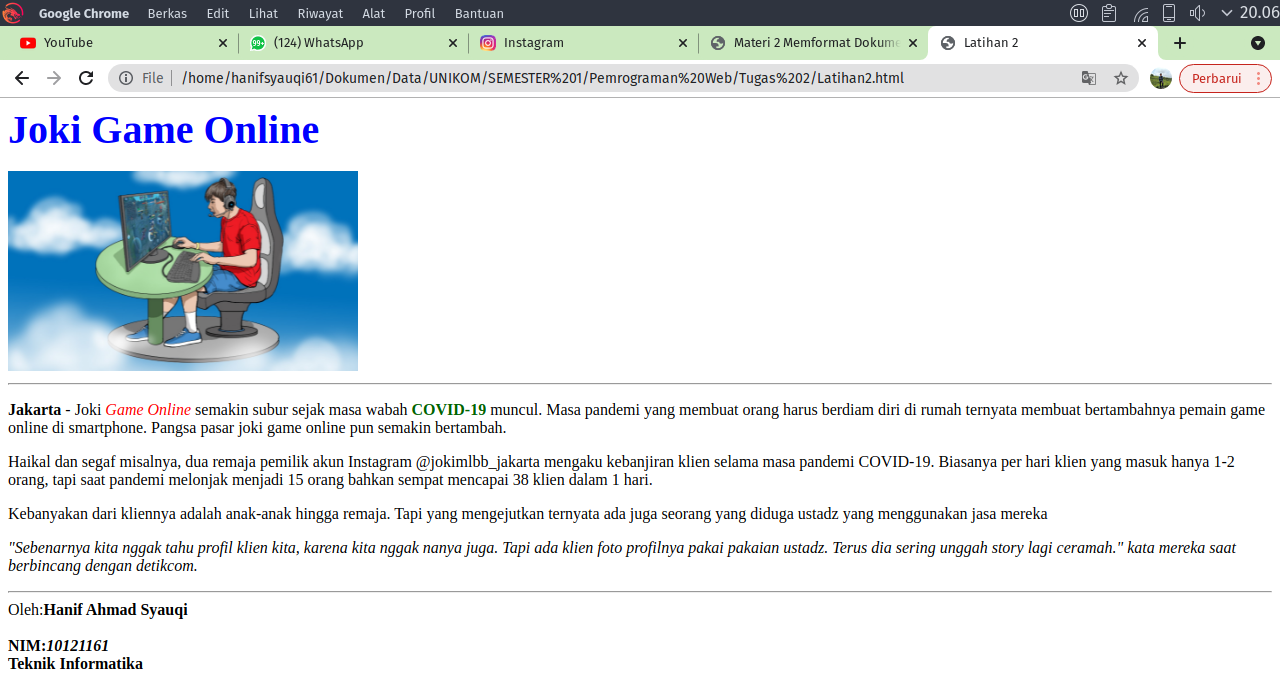 Google Chrome Berkas Edit Lihat Riwayat Alat Profil Bantuan 20.06
YouTube 99+ (124) WhatsApp Instagram Materi 2 Memformat Dokume Latihan 2
File /home/hanifsyauqi61/Dokumen/Data/UNIKOM/SEMESTER%201/Pemrograman%20Web/Tugas%202/Latihan2.html Perbarui
Joki Game Online
Jakarta - Joki Game Online semakin subur sejak masa wabah COVID-19 muncul. Masa pandemi yang membuat orang harus berdiam diri di rumah ternyata membuat bertambahnya pemain game
online di smartphone. Pangsa pasar joki game online pun semakin bertambah.
Haikal dan segaf misalnya, dua remaja pemilik akun Instagram @jokimlbb_jakarta mengaku kebanjiran klien selama masa pandemi COVID-19. Biasanya per hari klien yang masuk hanya 1-2
orang, tapi saat pandemi melonjak menjadi 15 orang bahkan sempat mencapai 38 klien dalam 1 hari.
Kebanyakan dari kliennya adalah anak-anak hingga remaja. Tapi yang mengejutkan ternyata ada juga seorang yang diduga ustadz yang menggunakan jasa mereka
"Sebenarnya kita nggak tahu profil klien kita, karena kita nggak nanya juga. Tapi ada klien foto profilnya pakai pakaian ustadz. Terus dia sering unggah story lagi ceramah." kata mereka saat
berbincang dengan detikcom.
Oleh:Hanif Ahmad Syauqi
NIM:10121161
Teknik Informatika